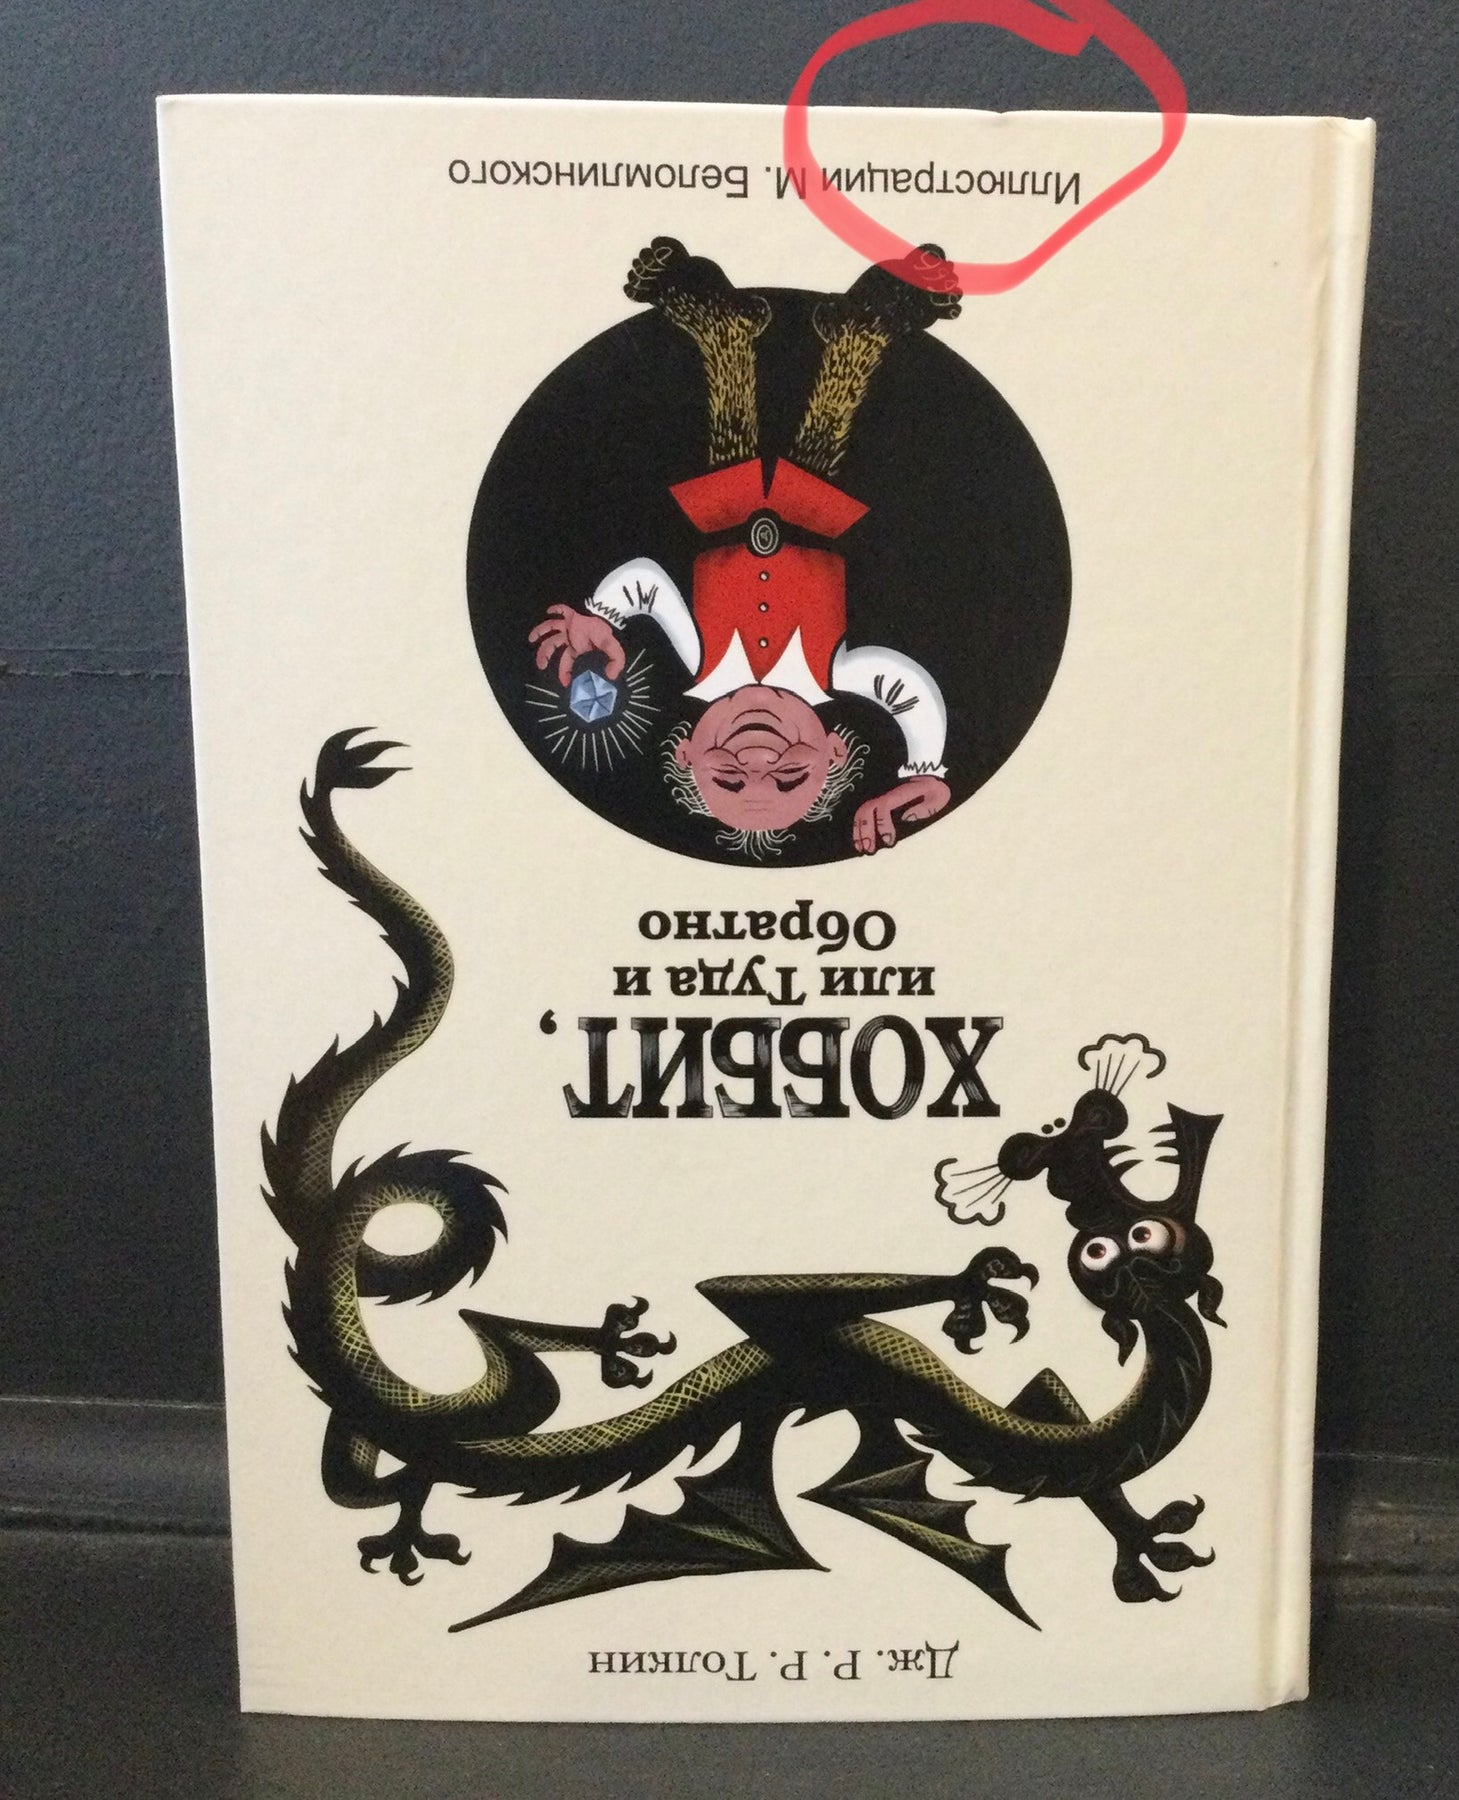 Дж. Р. Р. Толкин
ХОББИТ,
или Туда и
Обратно
Иллюстрации М. Беломлинского